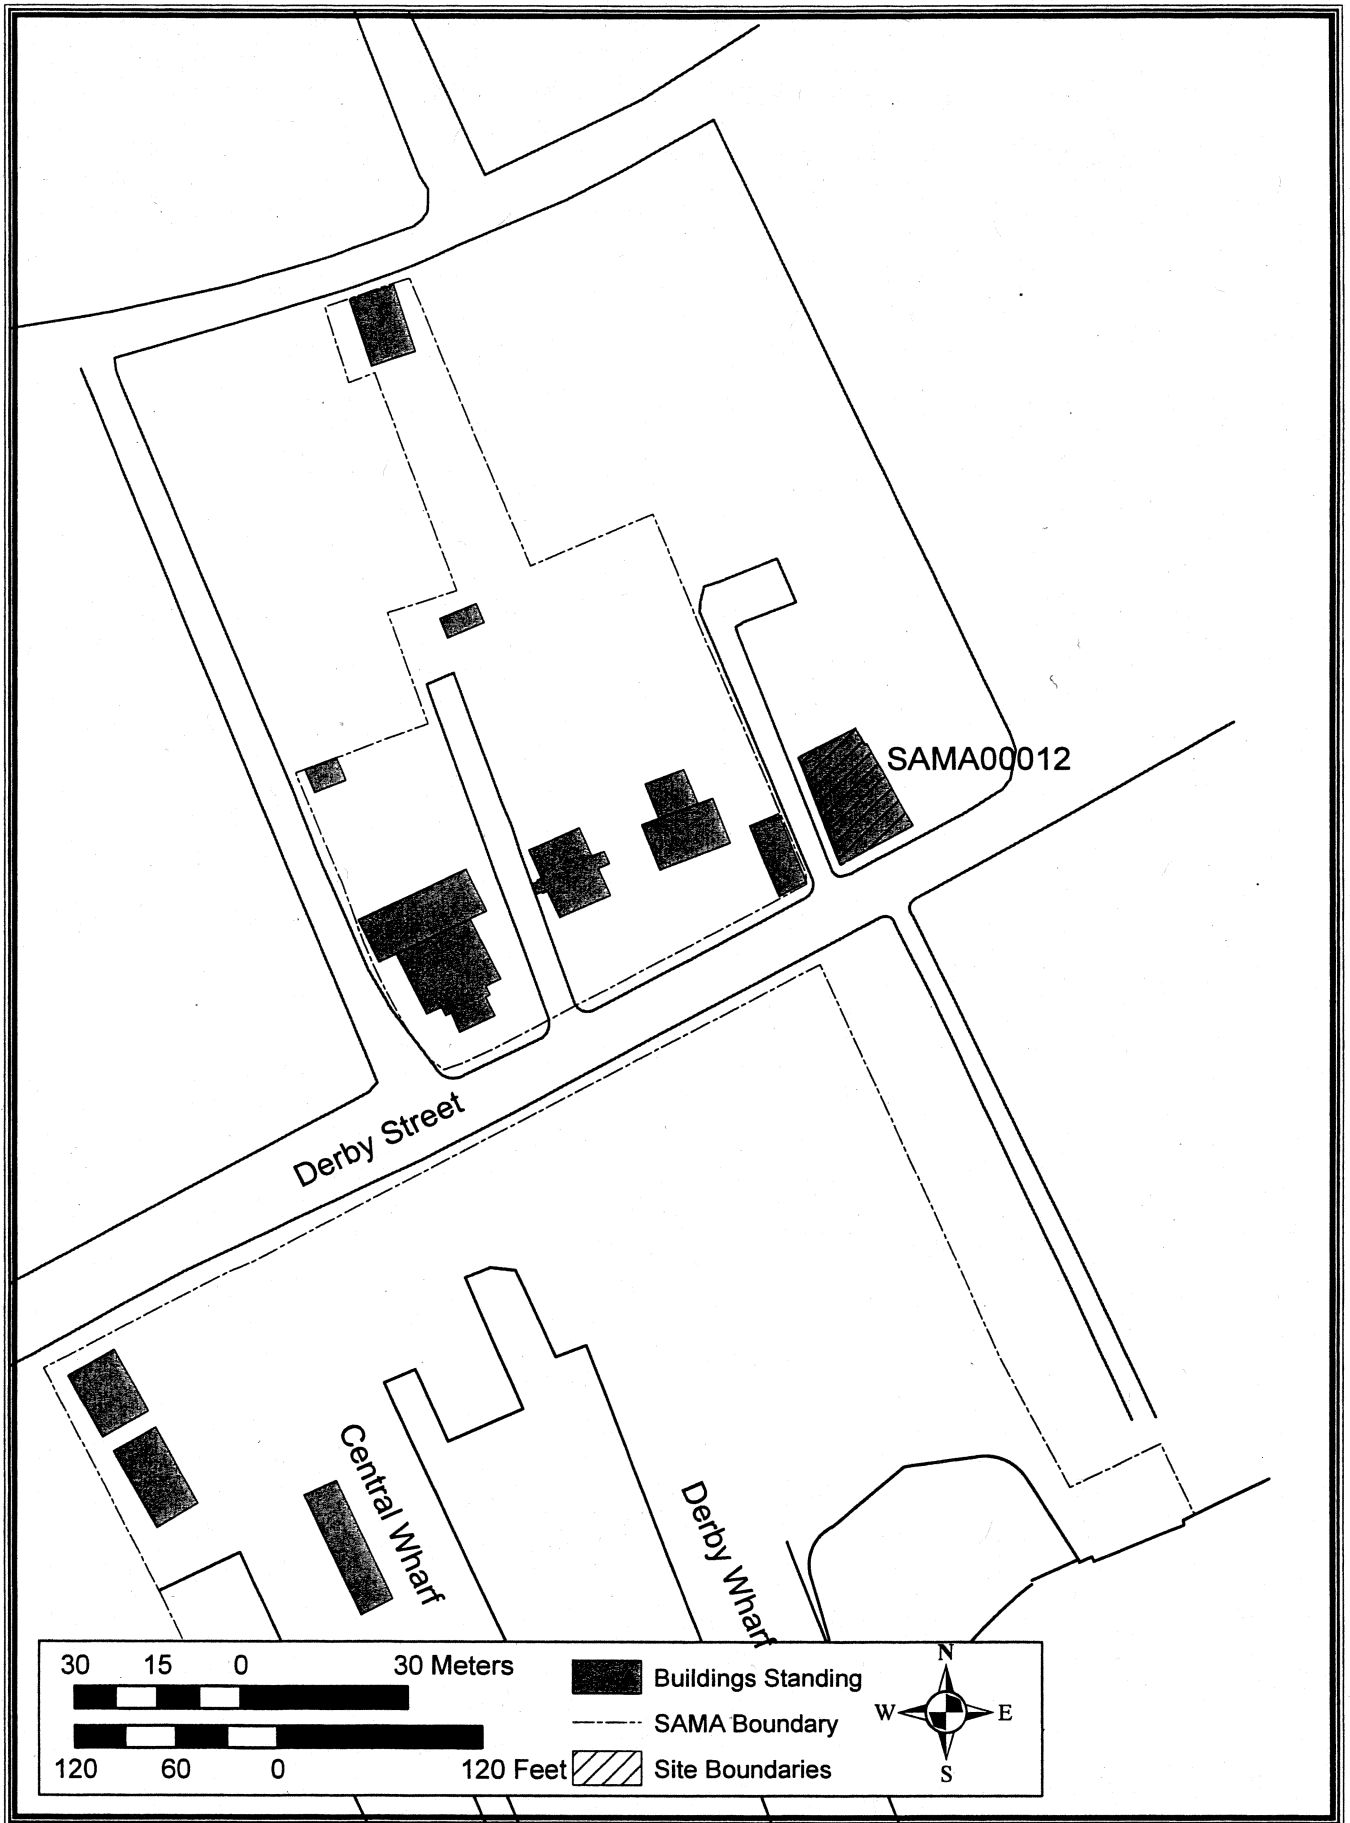 SAMA00012
Derby Street
Central Wharf
Derby Wharf
30 15 0 30 Meters
120 60 0 120 Feet
Buildings Standing
SAMA Boundary
Site Boundaries
N
W E
S